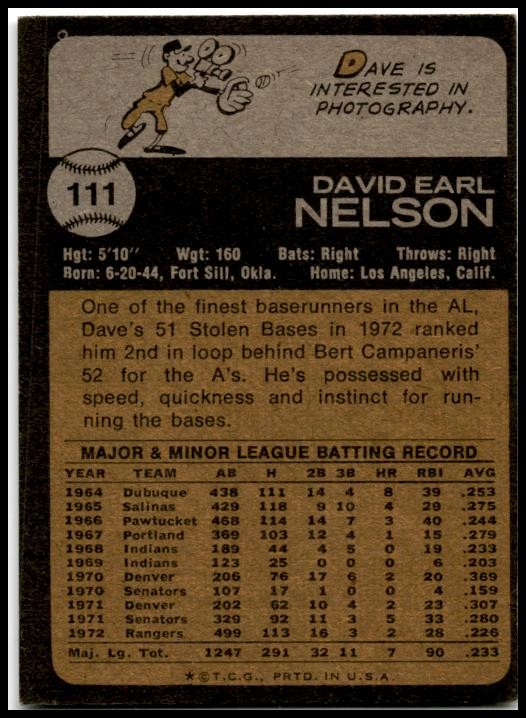 DAVE IS
INTERESTED IN
PHOTOGRAPHY.
111
DAVID EARL
NELSON
Hgt: 5'10" Wgt: 160 Bats: Right Throws: Right
Born: 6-20-44, Fort Sill, Okla. Home: Los Angeles, Calif.
One of the finest baserunners in the AL,
Dave's 51 Stolen Bases in 1972 ranked
him 2nd in loop behind Bert Campaneris'
52 for the A's. He's possessed with
speed, quickness and instinct for run-
ning the bases.
MAJOR & MINOR LEAGUE BATTING RECORD
YEAR TEAM AB H 2B 3B HR RBI AVG
1964 Dubuque 438 111 14 4 8 39 .253
1965 Salinas 429 118 9 10 4 29 .275
1966 Pawtucket 468 114 14 7 3 40 .244
1967 Portland 369 103 12 4 1 15 .279
1968 Indians 189 44 4 5 0 19 .233
1969 Indians 123 25 0 0 0 6 .203
1970 Denver 206 76 17 6 2 20 .369
1970 Senators 107 17 1 0 0 4 .159
1971 Denver 202 62 10 4 2 23 .307
1971 Senators 329 92 11 3 5 33 .280
1972 Rangers 499 113 16 3 2 28 .226
Maj. Lg. Tot. 1247 291 32 11 7 90 .233
★©T.C.G., PRTD. IN U.S.A.